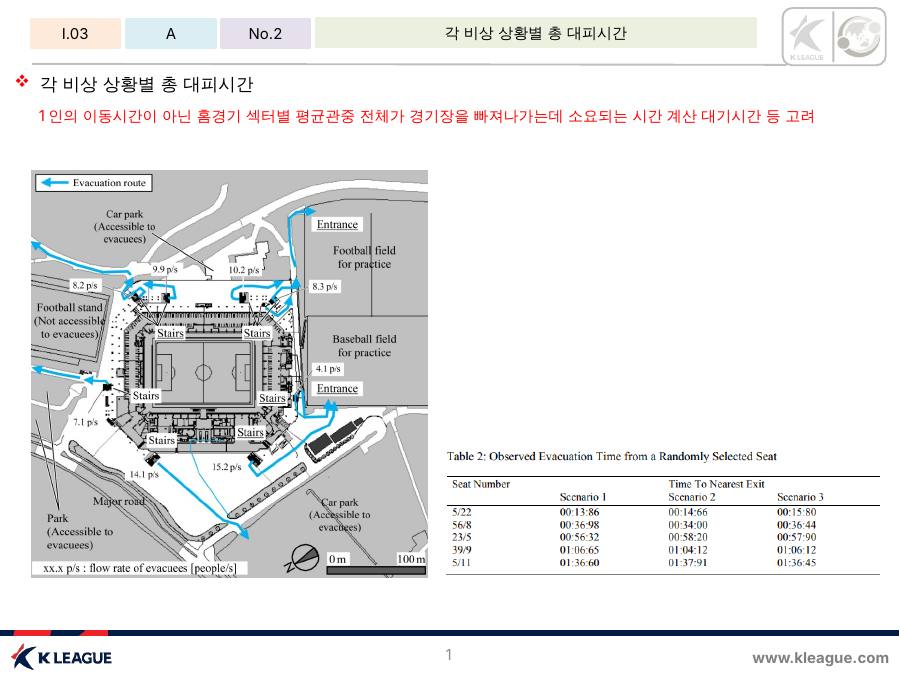 I.03
A
No.2
각 비상 상황별 총 대피시간
K LEAGUE
각 비상 상황별 총 대피시간
1인의 이동시간이 아닌 홈경기 섹터별 평균관중 전체가 경기장을 빠져나가는데 소요되는 시간 계산 대기시간 등 고려
Evacuation route
Car park
(Accessible to
evacuees)
Entrance
Football field
for practice
9.9 p/s
10.2 p/s
8.2 p/s
8.3 p/s
Football stand
(Not accessible
to evacuees)
Stairs
Stairs
Baseball field
for practice
4.1 p/s
Entrance
Stairs
Stairs
7.1 p/s
Stairs
Stairs
14.1 p/s
15.2 p/s
Major road
Car park
(Accessible to
evacuees)
Park
(Accessible to
evacuees)
0 m
100 m
xx.x p/s : flow rate of evacuees [people/s]
Table 2: Observed Evacuation Time from a Randomly Selected Seat
Seat Number Time To Nearest Exit
Scenario 1 Scenario 2 Scenario 3
5/22 00:13:86 00:14:66 00:15:80
56/8 00:36:98 00:34:00 00:36:44
23/5 00:56:32 00:58:20 00:57:90
39/9 01:06:65 01:04:12 01:06:12
5/11 01:36:60 01:37:91 01:36:45
K LEAGUE
1
www.kleague.com